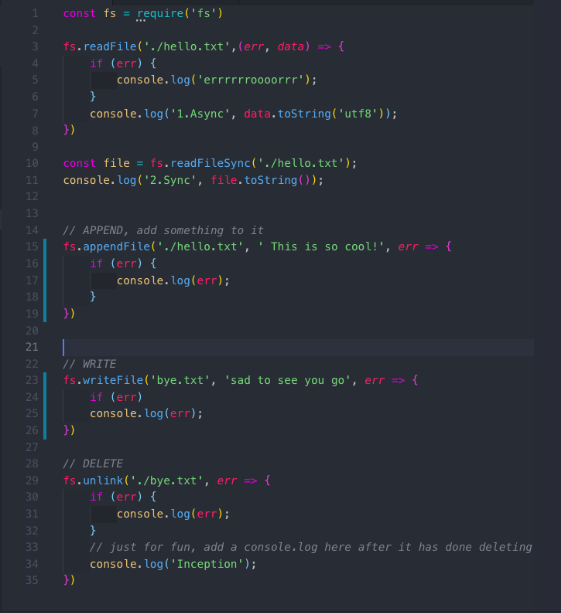 1 const fs = require('fs')
2
3 fs.readFile('./hello.txt',(err, data) => {
4     if (err) {
5         console.log('errrrrroooorrr');
6     }
7     console.log('1.Async', data.toString('utf8'));
8 })
9
10 const file = fs.readFileSync('./hello.txt');
11 console.log('2.Sync', file.toString());
12
13
14 // APPEND, add something to it
15 fs.appendFile('./hello.txt', ' This is so cool!', err => {
16     if (err) {
17         console.log(err);
18     }
19 })
20
21
22 // WRITE
23 fs.writeFile('bye.txt', 'sad to see you go', err => {
24     if (err)
25     console.log(err);
26 })
27
28 // DELETE
29 fs.unlink('./bye.txt', err => {
30     if (err) {
31         console.log(err);
32     }
33     // just for fun, add a console.log here after it has done deleting
34     console.log('Inception');
35 })